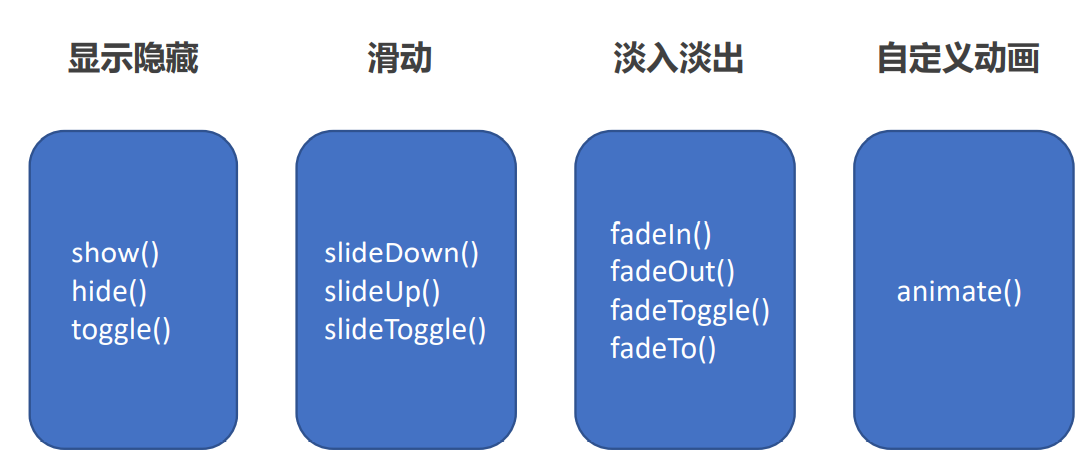 显示隐藏
show()
hide()
toggle()
滑动
slideDown()
slideUp()
slideToggle()
淡入淡出
fadeIn()
fadeOut()
fadeToggle()
fadeTo()
自定义动画
animate()